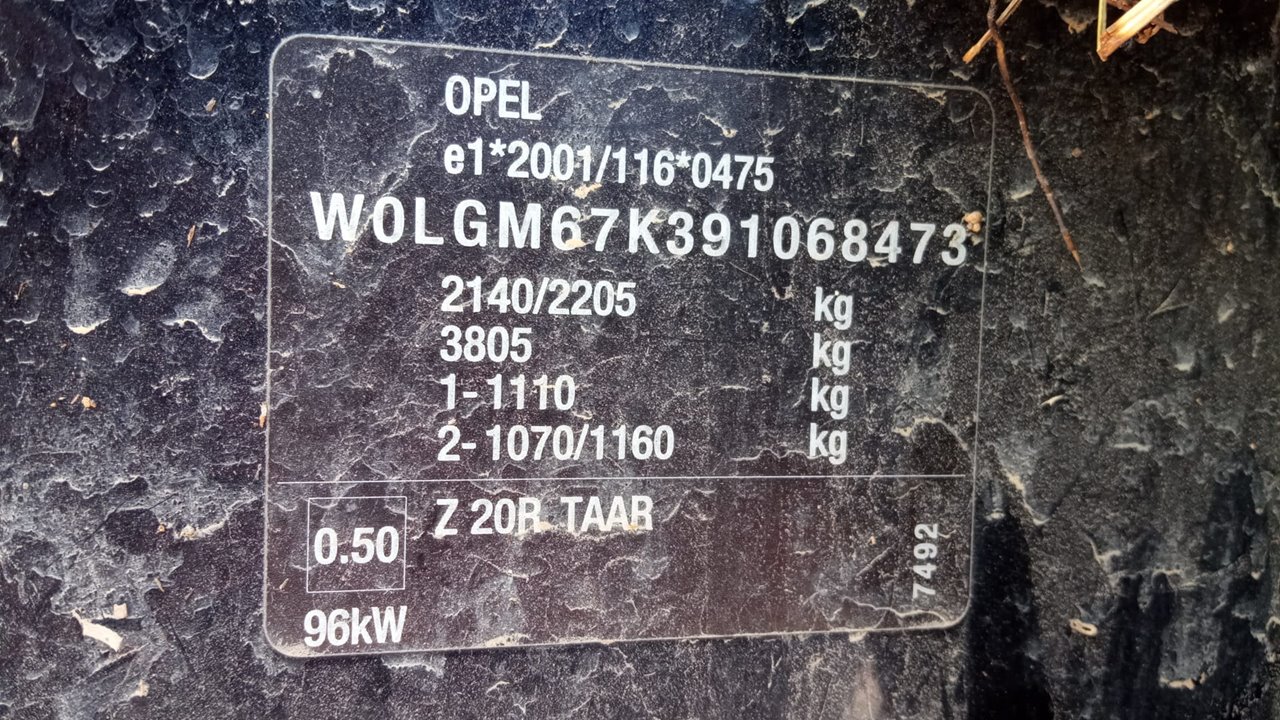 OPEL
e1*2001/116*0475
W0LGM67K391068473
2140/2205 kg
3805 kg
1- 1110 kg
2- 1070/1160 kg
0.50 Z 20R TAAR
96kW
7492